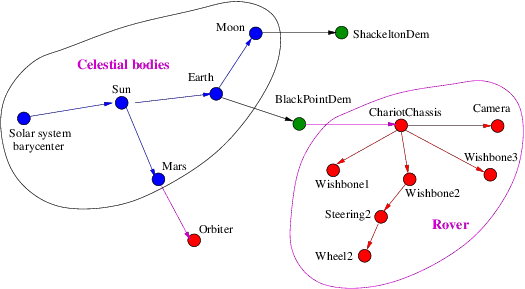 Moon
ShackeltonDem
Celestial bodies
Earth
Sun
BlackPointDem
ChariotChassis
Camera
Solar system
barycenter
Mars
Wishbone3
Wishbone1
Wishbone2
Steering2
Rover
Orbiter
Wheel2